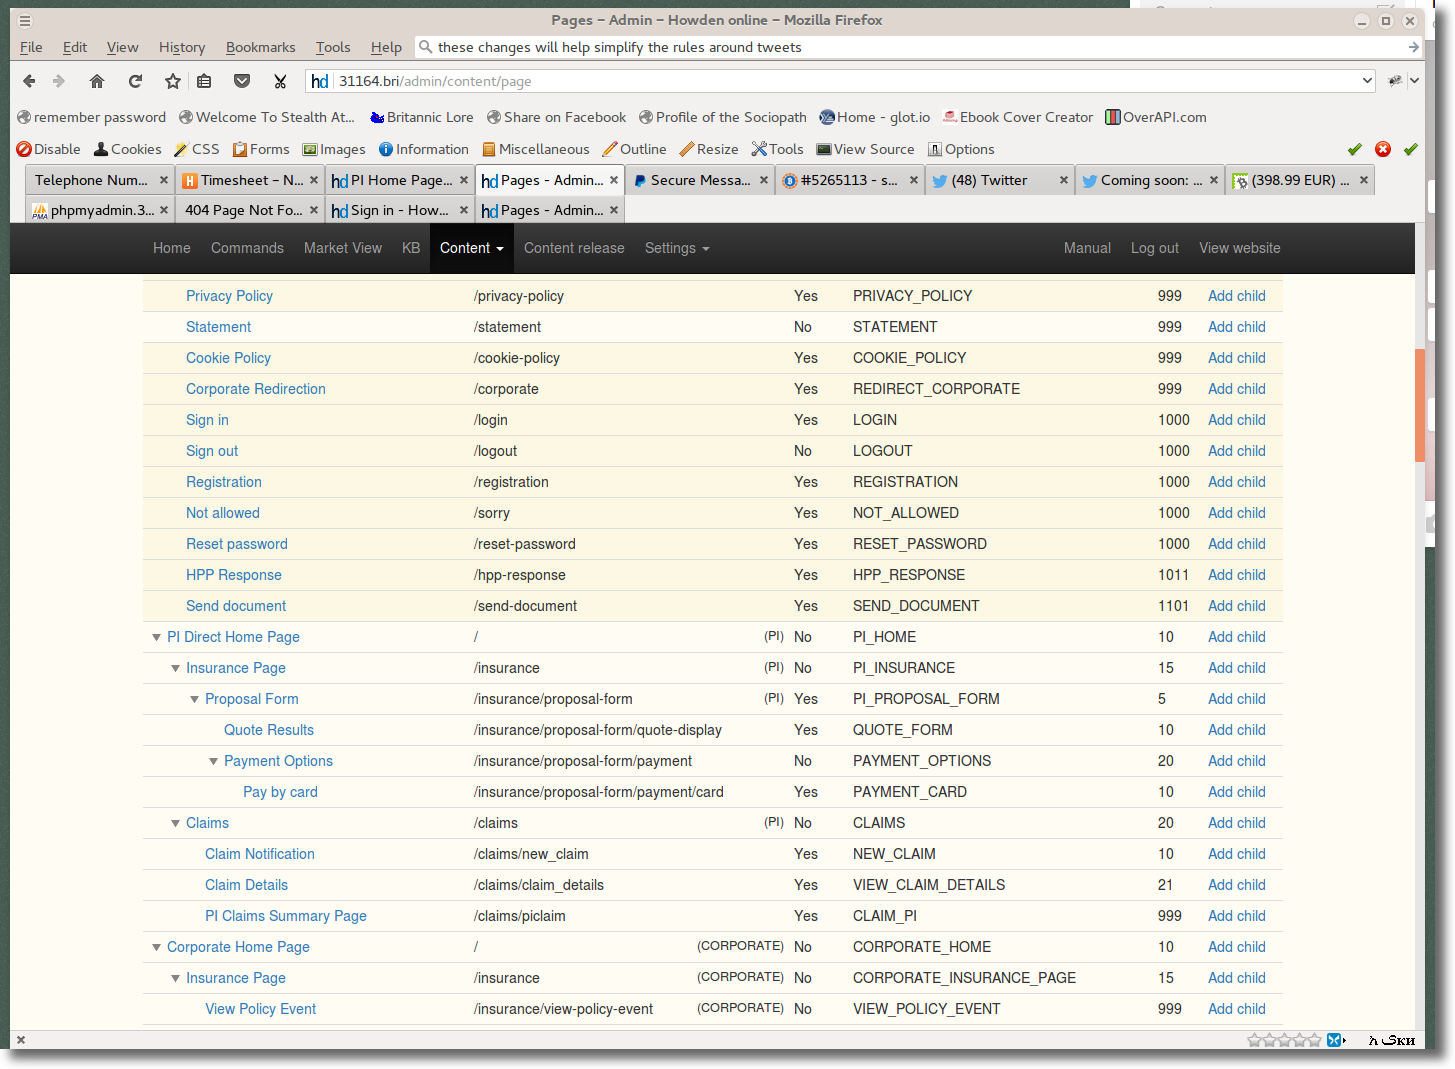 Pages – Admin – Howden online – Mozilla Firefox
File Edit View History Bookmarks Tools Help these changes will help simplify the rules around tweets
hd 31164.bri/admin/content/page
remember password Welcome To Stealth At... Britannic Lore Share on Facebook Profile of the Sociopath Home - glot.io Ebook Cover Creator OverAPI.com
Disable Cookies CSS Forms Images Information Miscellaneous Outline Resize Tools View Source Options
Telephone Num... Timesheet – N... hd PI Home Page... hd Pages - Admin... Secure Messa... #5265113 - s... (48) Twitter Coming soon: ... (398.99 EUR) ...
PMA phpmyadmin.3... 404 Page Not Fo... hd Sign in - How... hd Pages - Admin...
Home Commands Market View KB Content Content release Settings Manual Log out View website
Privacy Policy /privacy-policy Yes PRIVACY_POLICY 999 Add child
Statement /statement No STATEMENT 999 Add child
Cookie Policy /cookie-policy Yes COOKIE_POLICY 999 Add child
Corporate Redirection /corporate Yes REDIRECT_CORPORATE 999 Add child
Sign in /login Yes LOGIN 1000 Add child
Sign out /logout No LOGOUT 1000 Add child
Registration /registration Yes REGISTRATION 1000 Add child
Not allowed /sorry Yes NOT_ALLOWED 1000 Add child
Reset password /reset-password Yes RESET_PASSWORD 1000 Add child
HPP Response /hpp-response Yes HPP_RESPONSE 1011 Add child
Send document /send-document Yes SEND_DOCUMENT 1101 Add child
PI Direct Home Page / (PI) No PI_HOME 10 Add child
Insurance Page /insurance (PI) No PI_INSURANCE 15 Add child
Proposal Form /insurance/proposal-form (PI) Yes PI_PROPOSAL_FORM 5 Add child
Quote Results /insurance/proposal-form/quote-display Yes QUOTE_FORM 10 Add child
Payment Options /insurance/proposal-form/payment No PAYMENT_OPTIONS 20 Add child
Pay by card /insurance/proposal-form/payment/card Yes PAYMENT_CARD 10 Add child
Claims /claims (PI) No CLAIMS 20 Add child
Claim Notification /claims/new_claim Yes NEW_CLAIM 10 Add child
Claim Details /claims/claim_details Yes VIEW_CLAIM_DETAILS 21 Add child
PI Claims Summary Page /claims/piclaim Yes CLAIM_PI 999 Add child
Corporate Home Page / (CORPORATE) No CORPORATE_HOME 10 Add child
Insurance Page /insurance (CORPORATE) No CORPORATE_INSURANCE_PAGE 15 Add child
View Policy Event /insurance/view-policy-event (CORPORATE) No VIEW_POLICY_EVENT 999 Add child